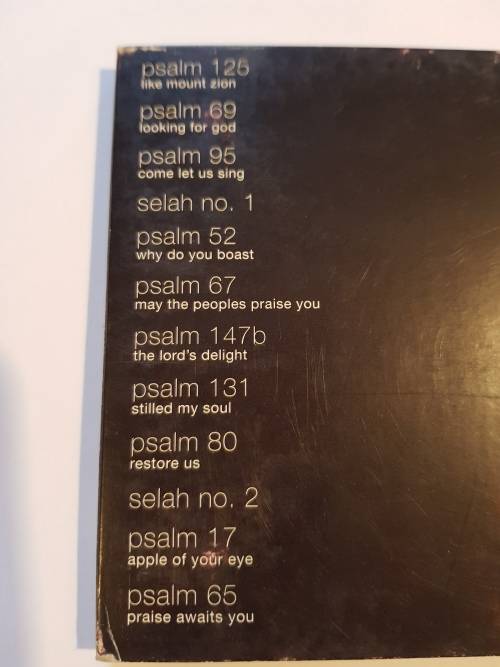 psalm 125
like mount zion
psalm 69
looking for god
psalm 95
come let us sing
selah no. 1
psalm 52
why do you boast
psalm 67
may the peoples praise you
psalm 147b
the lord's delight
psalm 131
stilled my soul
psalm 80
restore us
selah no. 2
psalm 17
apple of your eye
psalm 65
praise awaits you